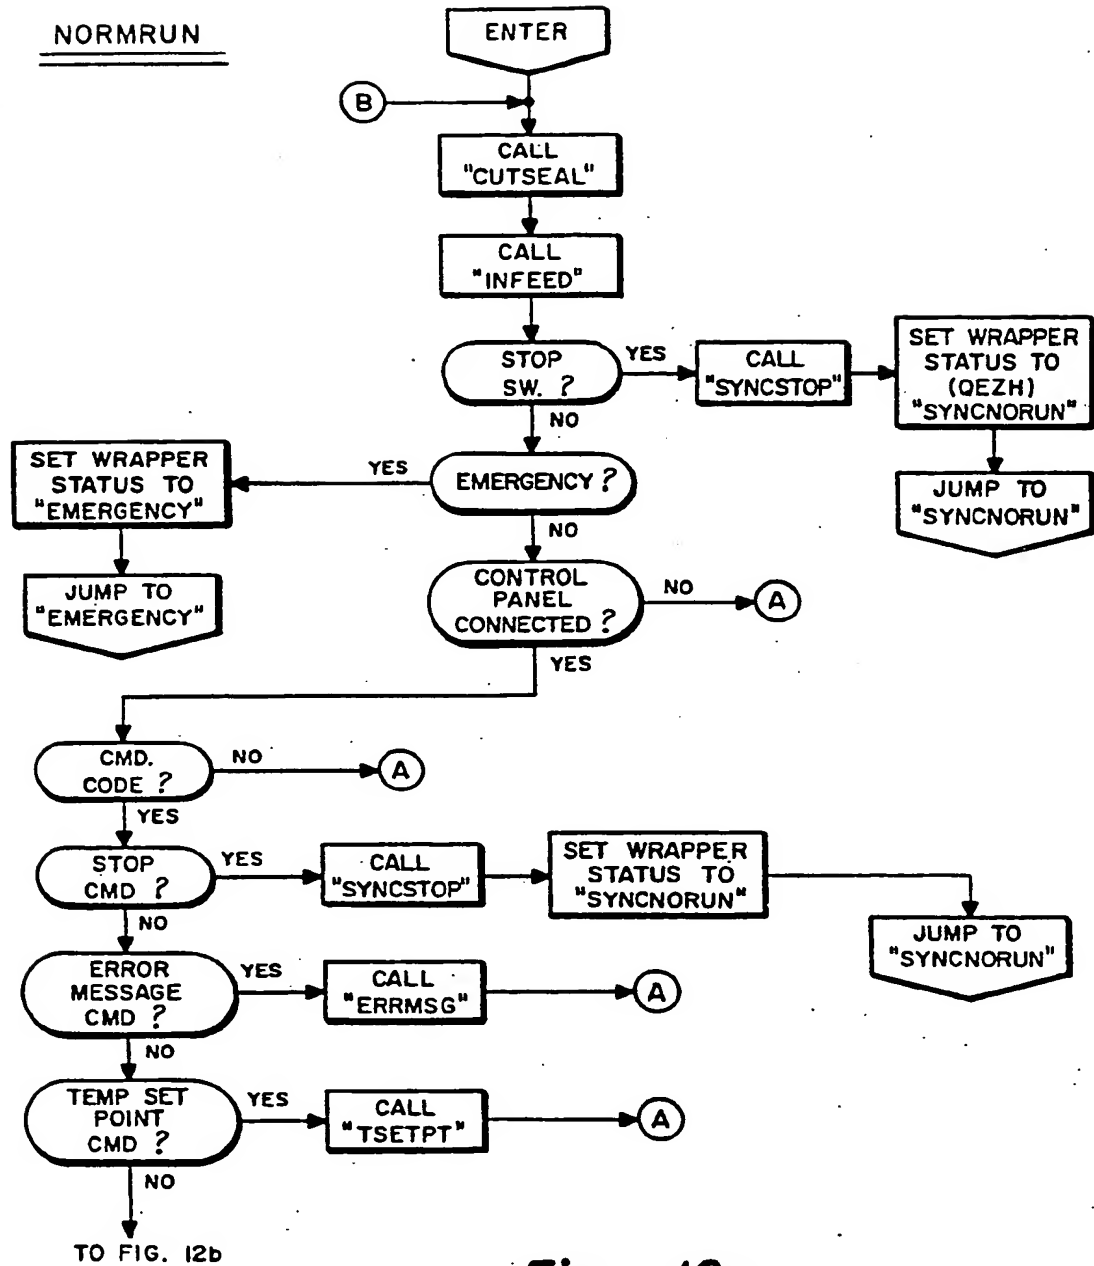 NORMRUN
ENTER
B
CALL
"CUTSEAL"
CALL
"INFEED"
STOP
SW. ?
YES
CALL
"SYNCSTOP"
SET WRAPPER
STATUS TO
(QEZH)
"SYNCNORUN"
JUMP TO
"SYNCNORUN"
NO
EMERGENCY ?
YES
SET WRAPPER
STATUS TO
"EMERGENCY"
JUMP TO
"EMERGENCY"
NO
CONTROL
PANEL
CONNECTED ?
NO
A
YES
CMD.
CODE ?
NO
A
YES
STOP
CMD ?
YES
CALL
"SYNCSTOP"
SET WRAPPER
STATUS TO
"SYNCNORUN"
JUMP TO
"SYNCNORUN"
NO
ERROR
MESSAGE
CMD ?
YES
CALL
"ERRMSG"
A
NO
TEMP SET
POINT
CMD ?
YES
CALL
"TSETPT"
A
NO
TO FIG. 12b